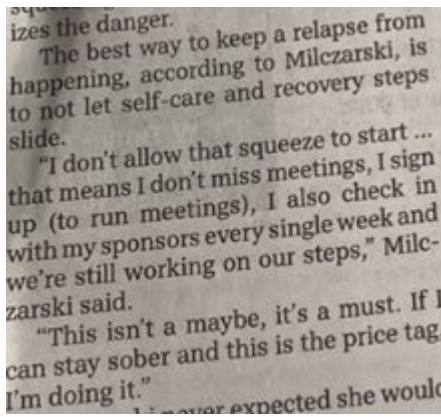 izes the danger.
The best way to keep a relapse from
happening, according to Milczarski, is
to not let self-care and recovery steps
slide.
“I don’t allow that squeeze to start ...
that means I don’t miss meetings, I sign
up (to run meetings), I also check in
with my sponsors every single week and
we’re still working on our steps,” Milc-
zarski said.
“This isn’t a maybe, it’s a must. If I
can stay sober and this is the price tag,
I’m doing it.”
never expected she would